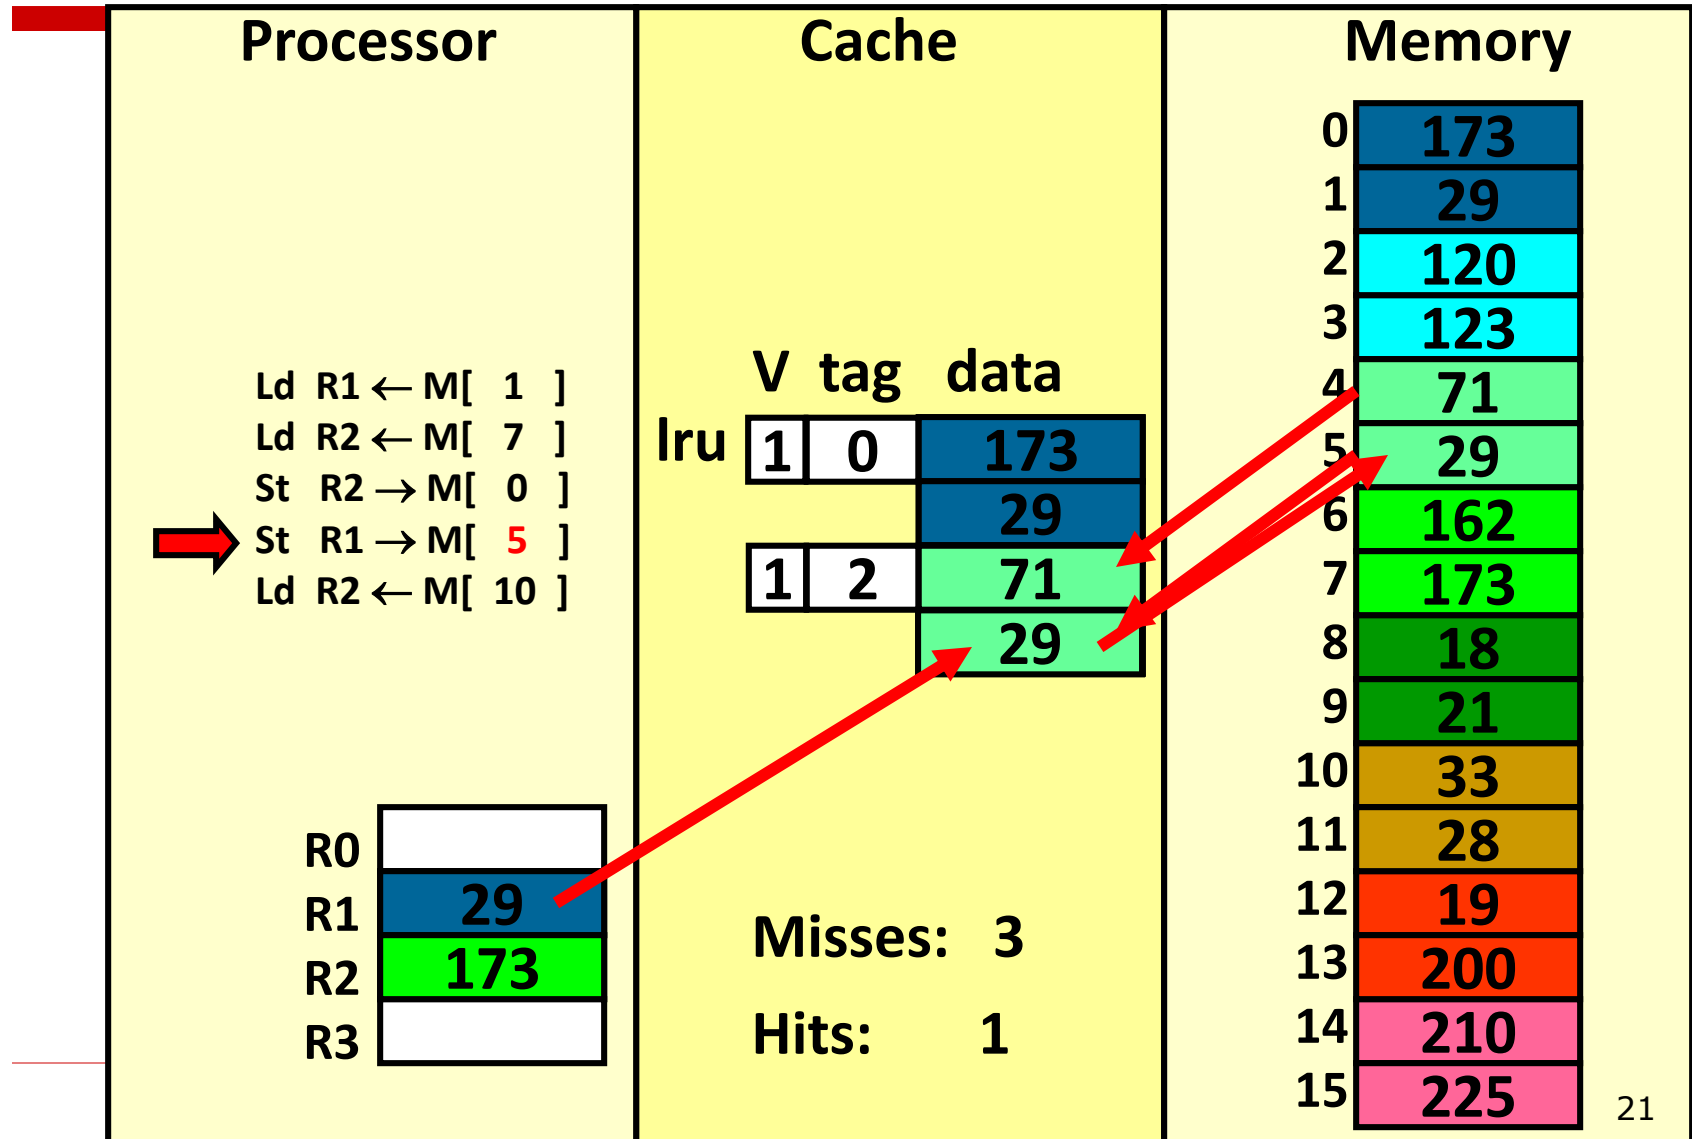 Processor
Ld R1 ← M[ 1 ]
Ld R2 ← M[ 7 ]
St R2 → M[ 0 ]
St R1 → M[ 5 ]
Ld R2 ← M[ 10 ]
R0
R1 29
R2 173
R3
Cache
V tag data
lru 1 0 173
29
1 2 71
29
Misses: 3
Hits: 1
Memory
0 173
1 29
2 120
3 123
4 71
5 29
6 162
7 173
8 18
9 21
10 33
11 28
12 19
13 200
14 210
15 225
21